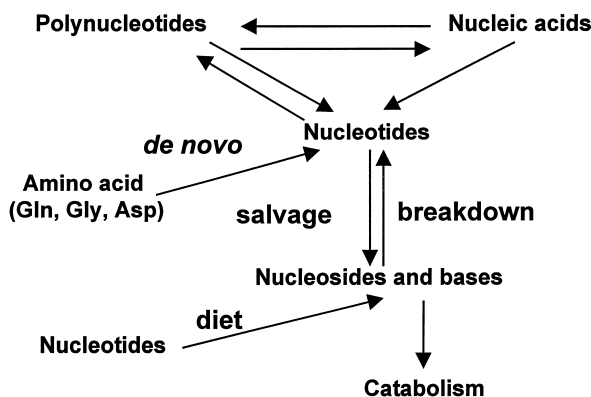 Polynucleotides
Nucleic acids
Nucleotides
de novo
Amino acid
(Gln, Gly, Asp)
salvage
breakdown
Nucleosides and bases
diet
Nucleotides
Catabolism